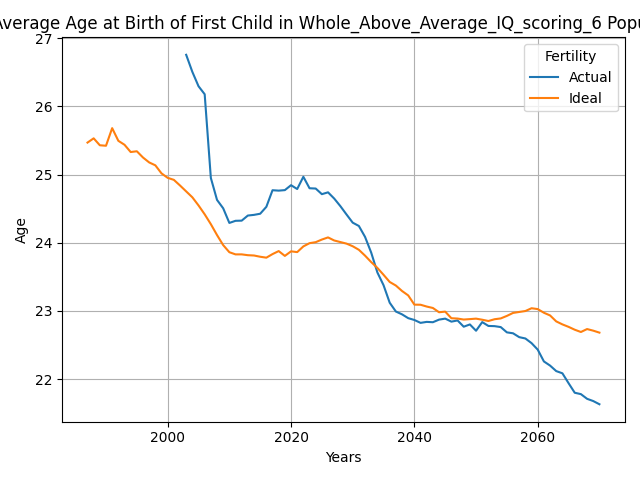 Average Age at Birth of First Child in Whole_Above_Average_IQ_scoring_6
27
26
25
24
23
22
Age
2000 2020 2040 2060
Years
Fertility
Actual
Ideal